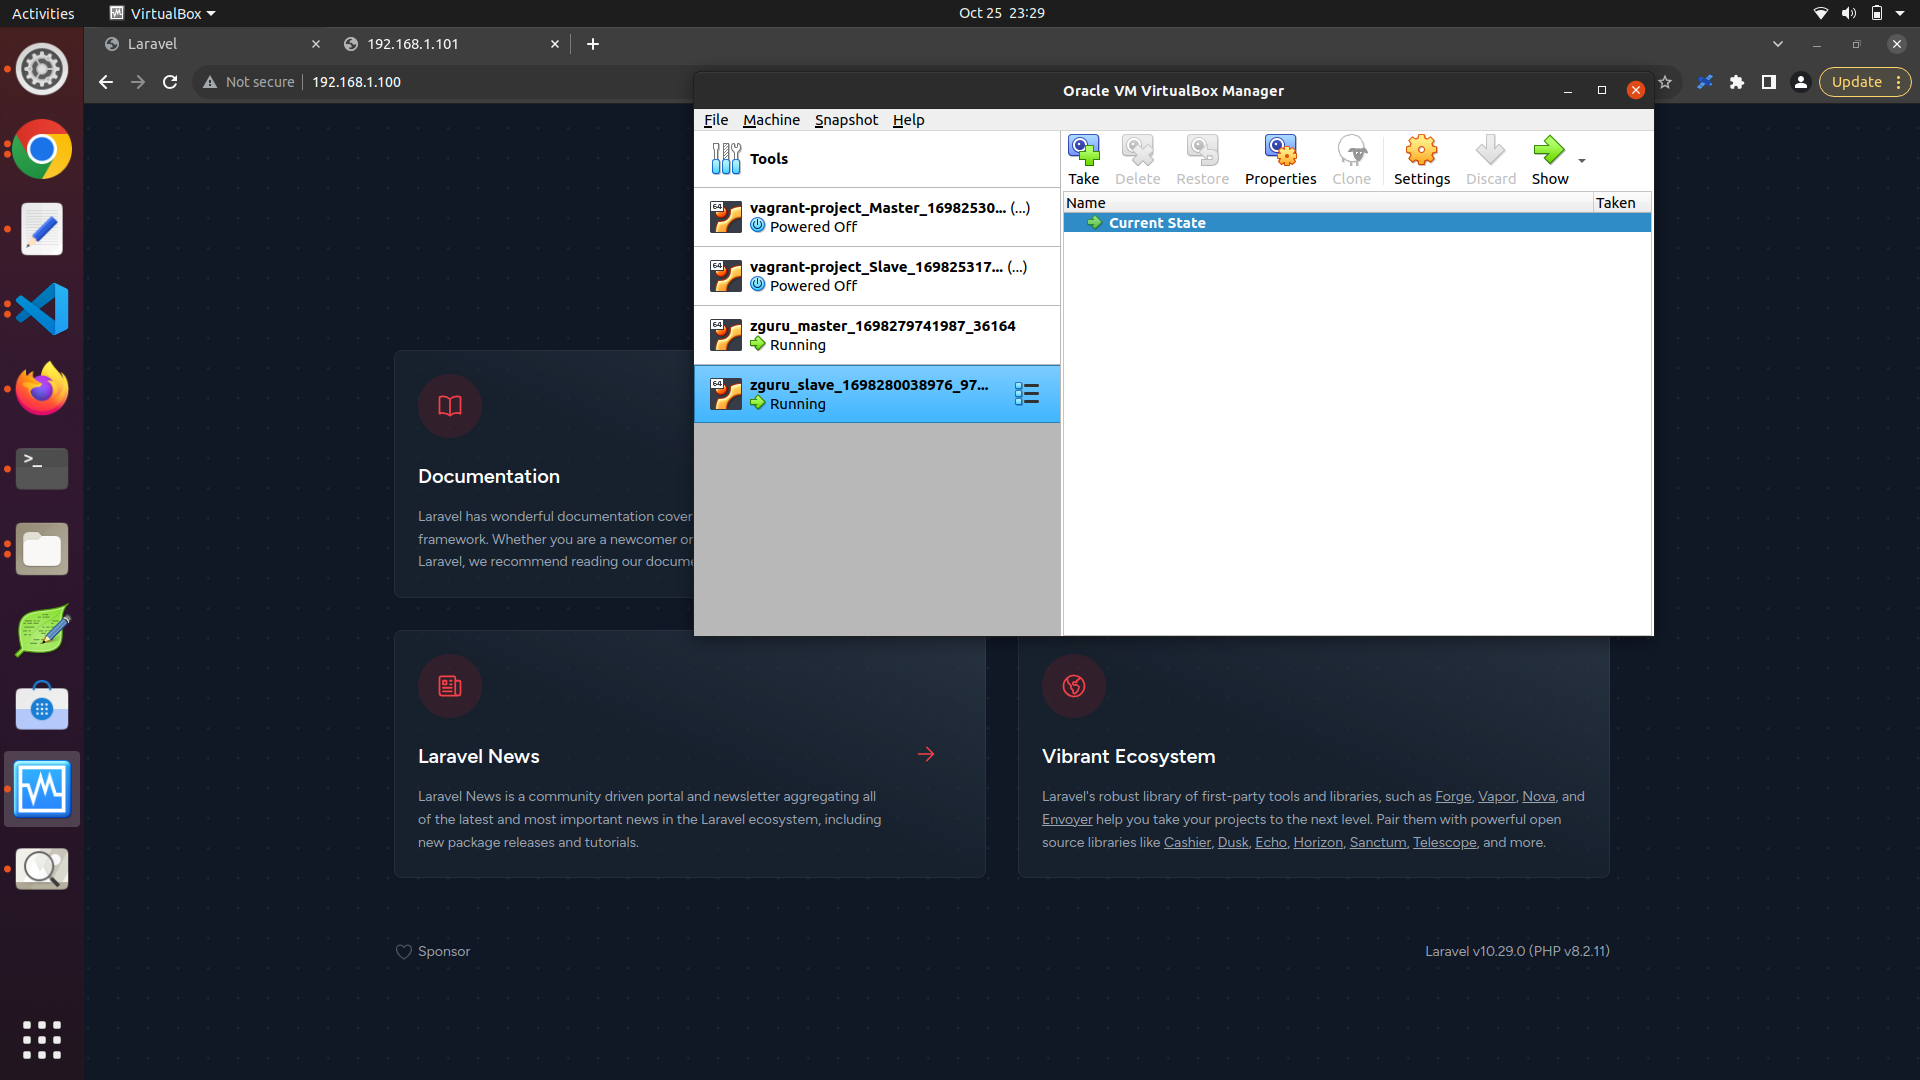 Activities
VirtualBox
Oct 25 23:29
Laravel
192.168.1.101
Not secure
192.168.1.100
Update
Oracle VM VirtualBox Manager
File Machine Snapshot Help
Tools
Take
Delete
Restore
Properties
Clone
Settings
Discard
Show
Name
Taken
Current State
64
vagrant-project_Master_16982530... (...)
Powered Off
64
vagrant-project_Slave_169825317... (...)
Powered Off
64
zguru_master_1698279741987_36164
Running
64
zguru_slave_1698280038976_97...
Running
Documentation
Laravel has wonderful documentation cover
framework. Whether you are a newcomer or
Laravel, we recommend reading our docume
Laravel News
Laravel News is a community driven portal and newsletter aggregating all
of the latest and most important news in the Laravel ecosystem, including
new package releases and tutorials.
Vibrant Ecosystem
Laravel's robust library of first-party tools and libraries, such as Forge, Vapor, Nova, and
Envoyer help you take your projects to the next level. Pair them with powerful open
source libraries like Cashier, Dusk, Echo, Horizon, Sanctum, Telescope, and more.
Sponsor
Laravel v10.29.0 (PHP v8.2.11)